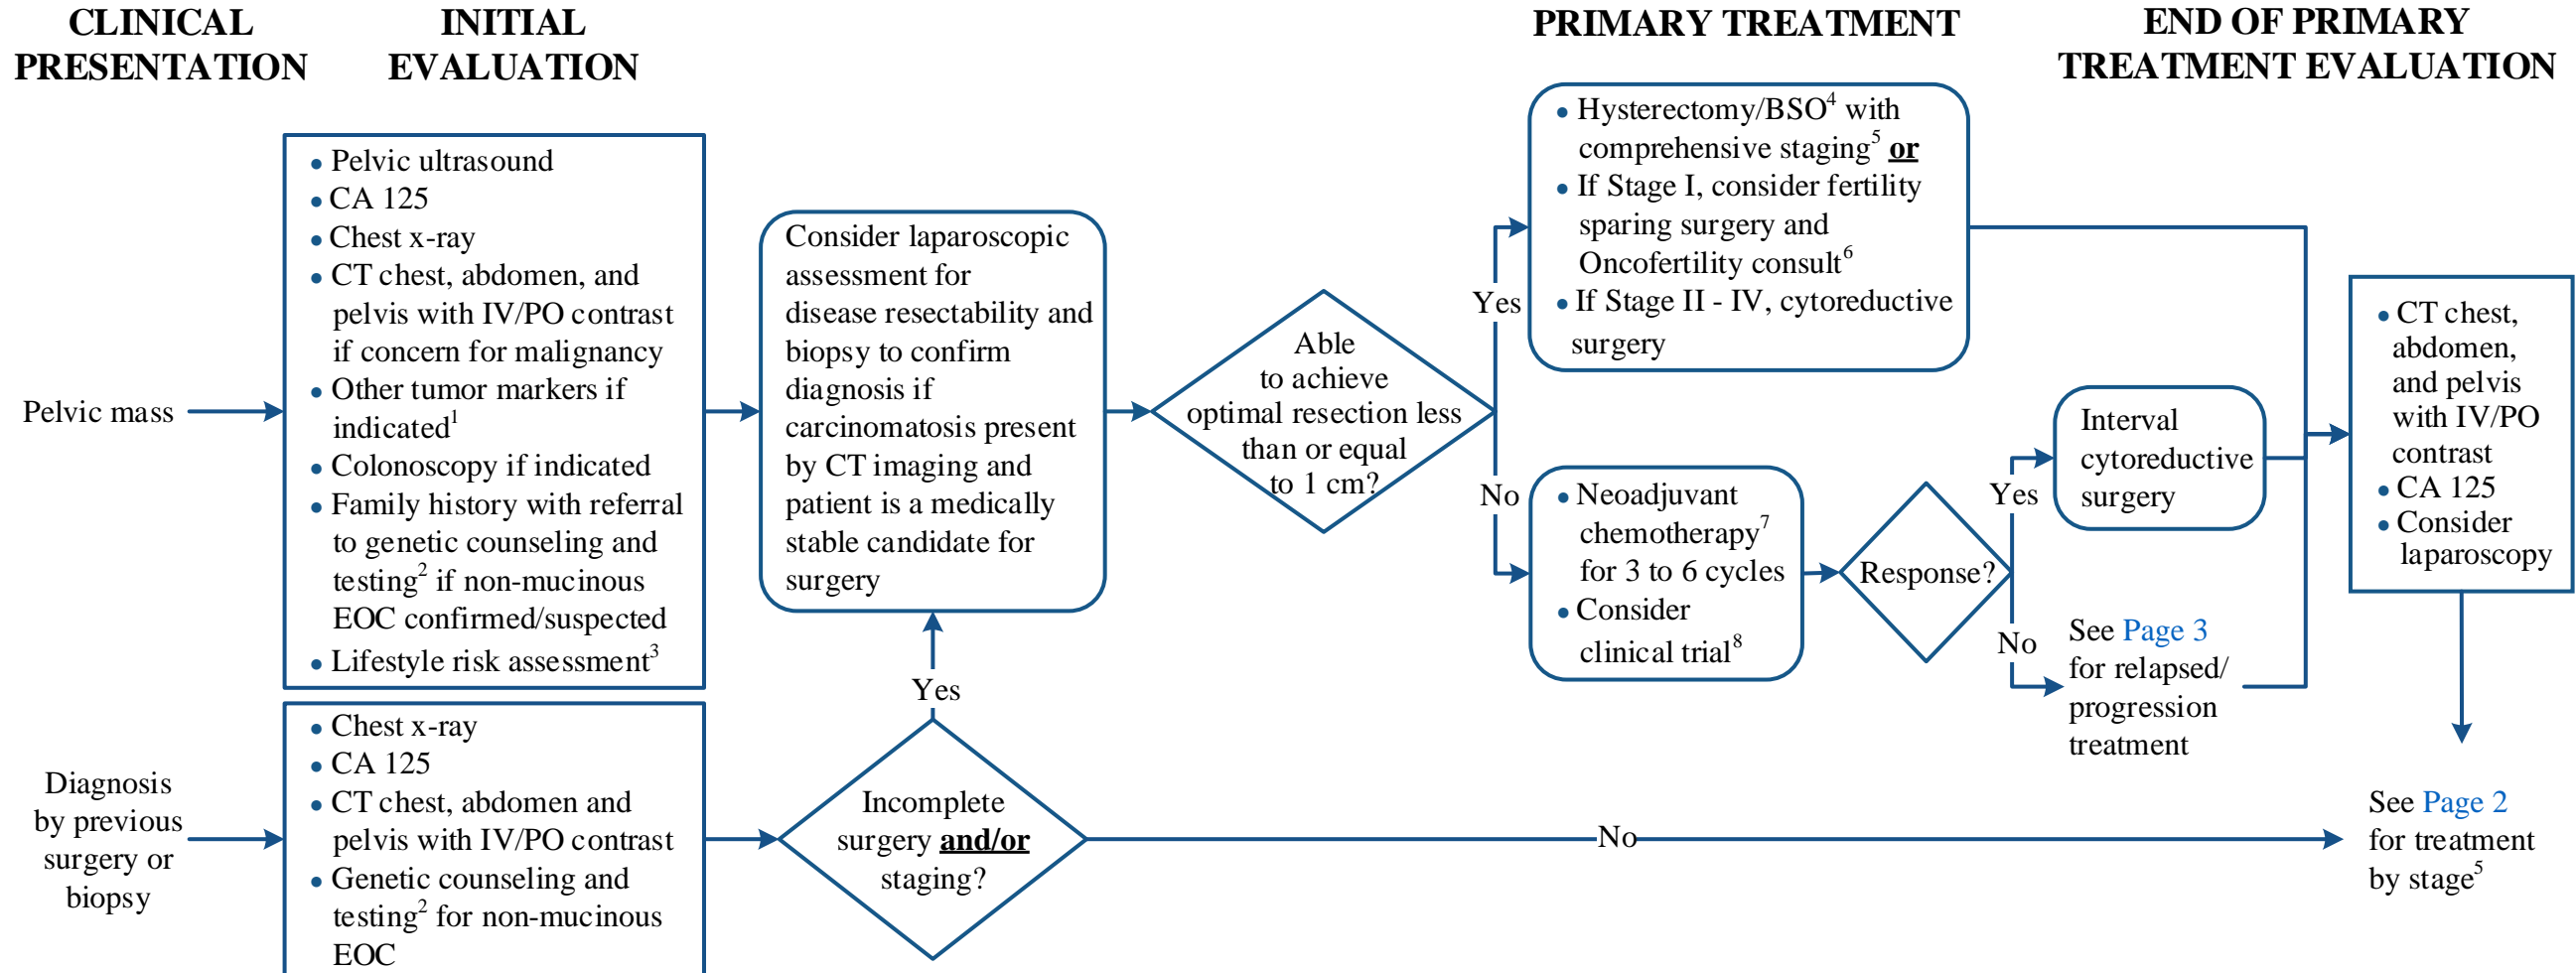 CLINICAL
PRESENTATION
INITIAL
EVALUATION
PRIMARY TREATMENT
END OF PRIMARY
TREATMENT EVALUATION
Pelvic mass
• Pelvic ultrasound
• CA 125
• Chest x-ray
• CT chest, abdomen, and
pelvis with IV/PO contrast
if concern for malignancy
• Other tumor markers if
indicated¹
• Colonoscopy if indicated
• Family history with referral
to genetic counseling and
testing² if non-mucinous
EOC confirmed/suspected
• Lifestyle risk assessment³
Diagnosis
by previous
surgery or
biopsy
• Chest x-ray
• CA 125
• CT chest, abdomen and
pelvis with IV/PO contrast
• Genetic counseling and
testing² for non-mucinous
EOC
Consider laparoscopic
assessment for
disease resectability and
biopsy to confirm
diagnosis if
carcinomatosis present
by CT imaging and
patient is a medically
stable candidate for
surgery
Yes
Incomplete
surgery and/or
staging?
No
Able
to achieve
optimal resection less
than or equal
to 1 cm?
Yes
No
• Hysterectomy/BSO⁴ with
comprehensive staging⁵ or
• If Stage I, consider fertility
sparing surgery and
Oncofertility consult⁶
• If Stage II - IV, cytoreductive
surgery
• Neoadjuvant
chemotherapy⁷
for 3 to 6 cycles
• Consider
clinical trial⁸
Response?
Yes
No
Interval
cytoreductive
surgery
See Page 3
for relapsed/
progression
treatment
• CT chest,
abdomen,
and pelvis
with IV/PO
contrast
• CA 125
• Consider
laparoscopy
See Page 2
for treatment
by stage⁵